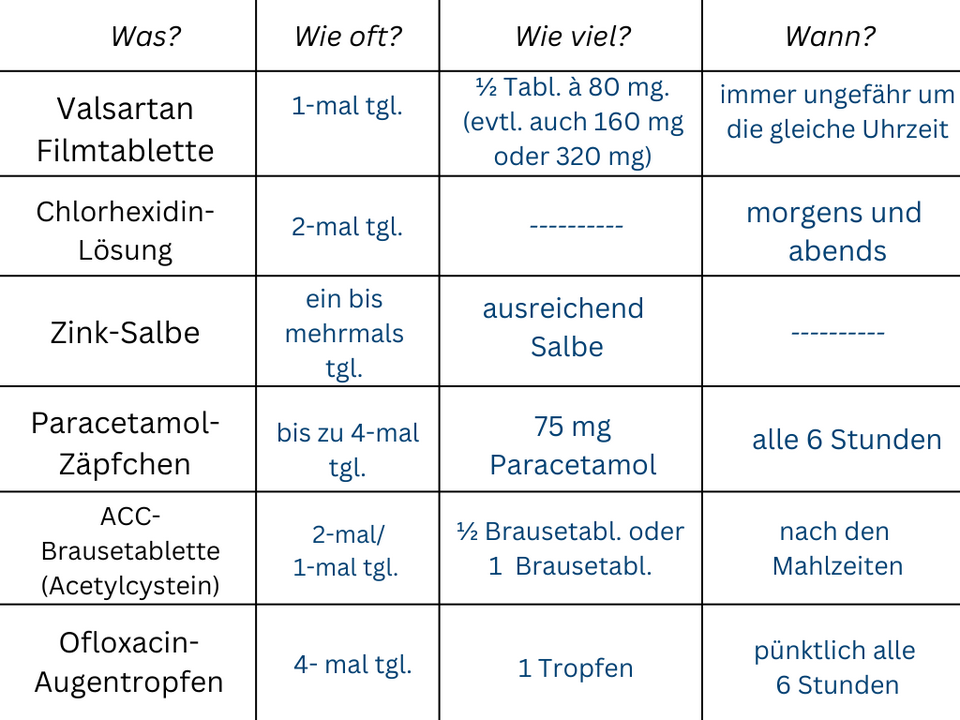 Was?
Wie oft?
Wie viel?
Wann?
Valsartan
Filmtablette
1-mal tgl.
½ Tabl. à 80 mg.
(evtl. auch 160 mg
oder 320 mg)
immer ungefähr um
die gleiche Uhrzeit
Chlorhexidin-
Lösung
2-mal tgl.
----------
morgens und
abends
Zink-Salbe
ein bis
mehrmals
tgl.
ausreichend
Salbe
----------
Paracetamol-
Zäpfchen
bis zu 4-mal
tgl.
75 mg
Paracetamol
alle 6 Stunden
ACC-
Brausetablette
(Acetylcystein)
2-mal/
1-mal tgl.
½ Brausetabl. oder
1 Brausetabl.
nach den
Mahlzeiten
Ofloxacin-
Augentropfen
4- mal tgl.
1 Tropfen
pünktlich alle
6 Stunden